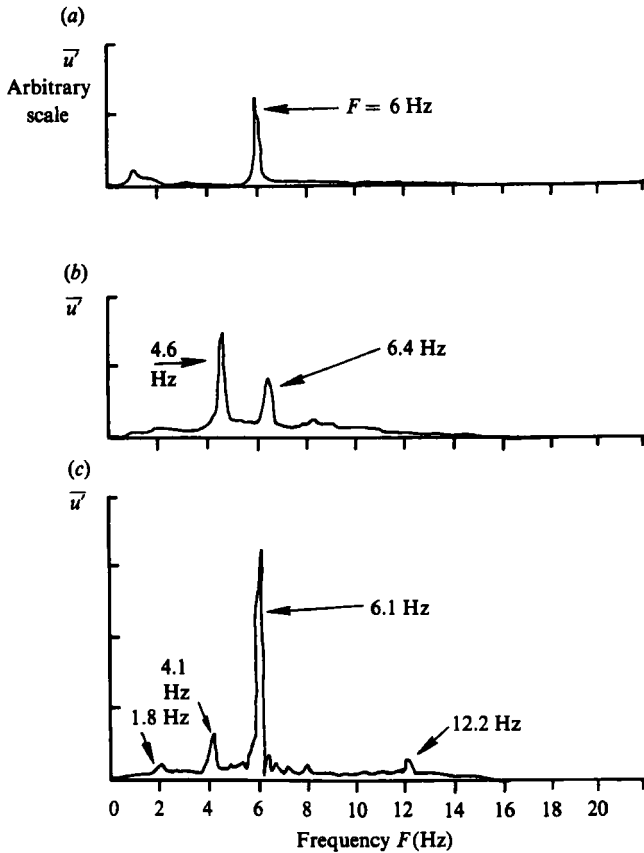 (a)
u̅′
Arbitrary
scale
F = 6 Hz
(b)
u̅′
4.6
Hz
6.4 Hz
(c)
u̅′
6.1 Hz
4.1
Hz
1.8 Hz
12.2 Hz
0 2 4 6 8 10 12 14 16 18 20
Frequency F(Hz)